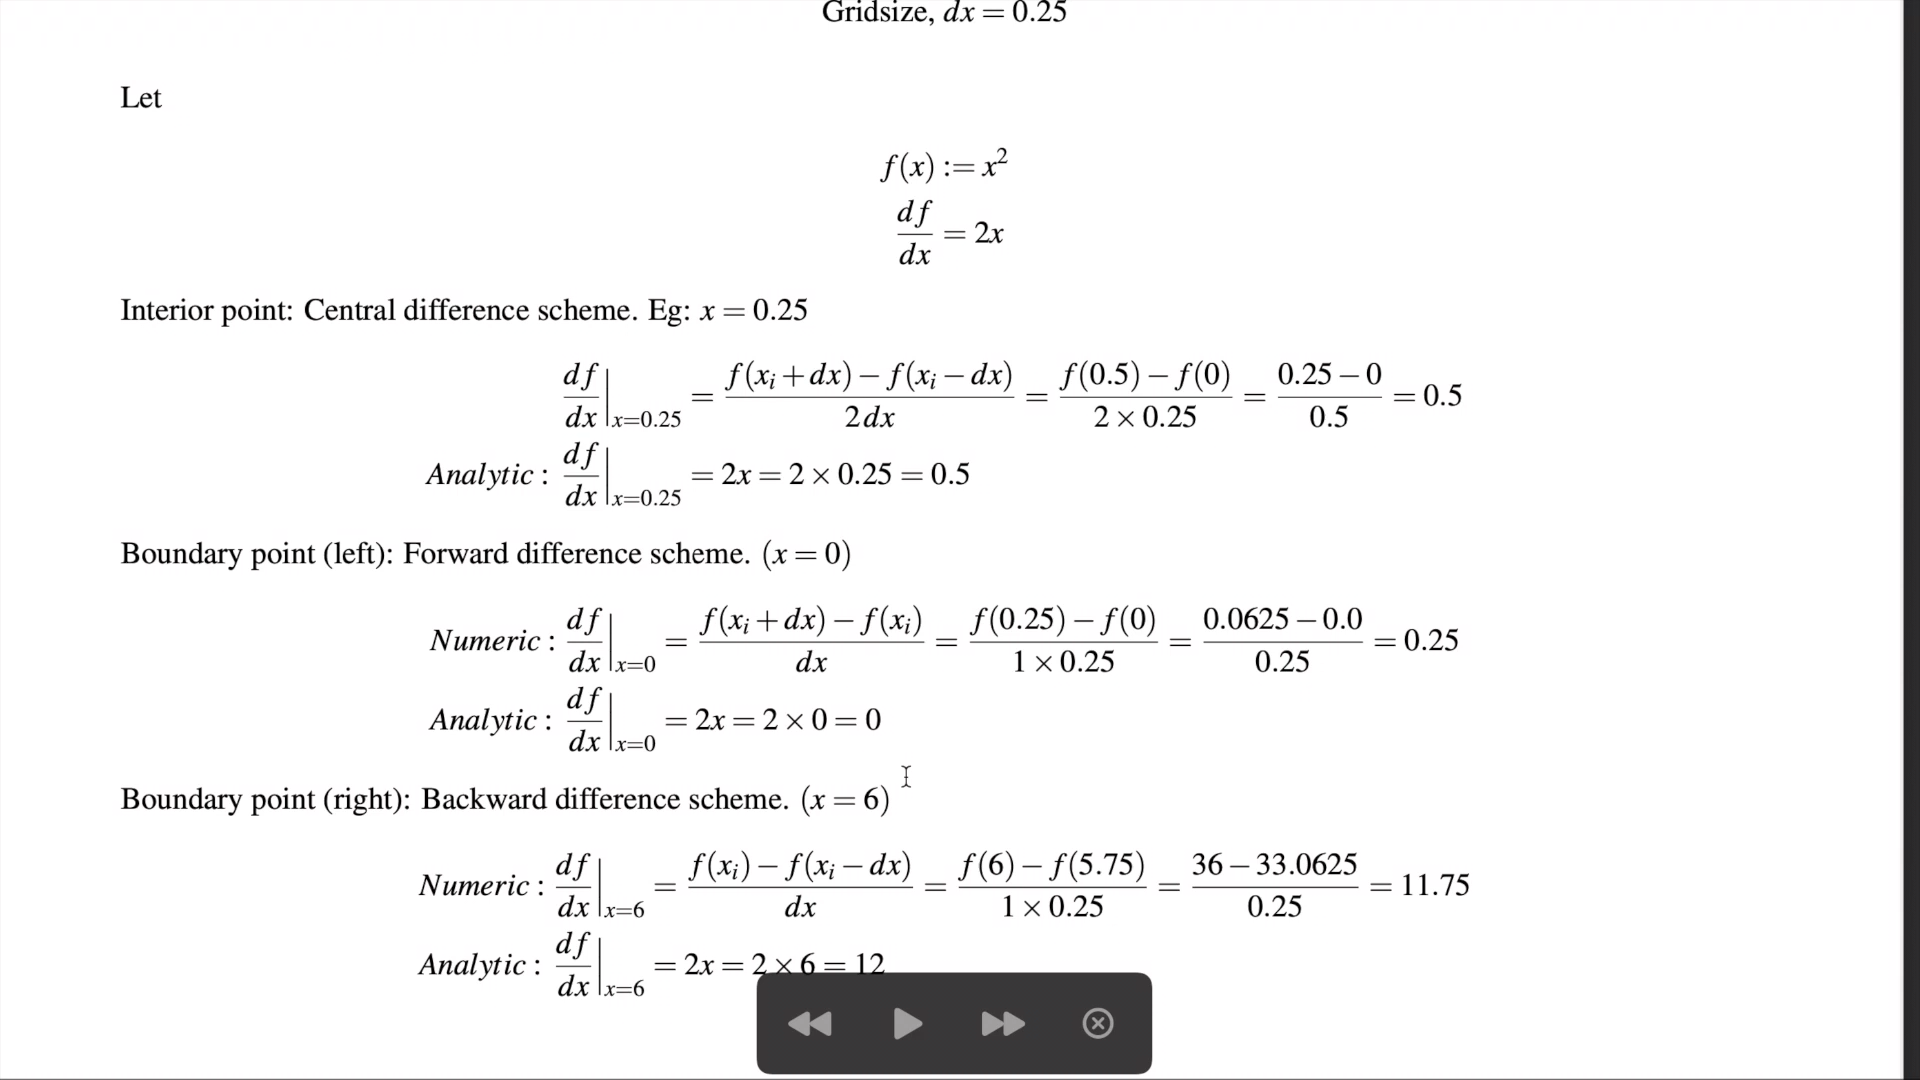 Gridsize, dx = 0.25
Let
f(x) := x²
df/dx = 2x
Interior point: Central difference scheme. Eg: x = 0.25
df/dx|x=0.25 = (f(xᵢ + dx) − f(xᵢ − dx))/(2dx) = (f(0.5) − f(0))/(2 × 0.25) = (0.25 − 0)/0.5 = 0.5
Analytic : df/dx|x=0.25 = 2x = 2 × 0.25 = 0.5
Boundary point (left): Forward difference scheme. (x = 0)
Numeric : df/dx|x=0 = (f(xᵢ + dx) − f(xᵢ))/dx = (f(0.25) − f(0))/(1 × 0.25) = (0.0625 − 0.0)/0.25 = 0.25
Analytic : df/dx|x=0 = 2x = 2 × 0 = 0
Boundary point (right): Backward difference scheme. (x = 6)
Numeric : df/dx|x=6 = (f(xᵢ) − f(xᵢ − dx))/dx = (f(6) − f(5.75))/(1 × 0.25) = (36 − 33.0625)/0.25 = 11.75
Analytic : df/dx|x=6 = 2x = 2 × 6 = 12